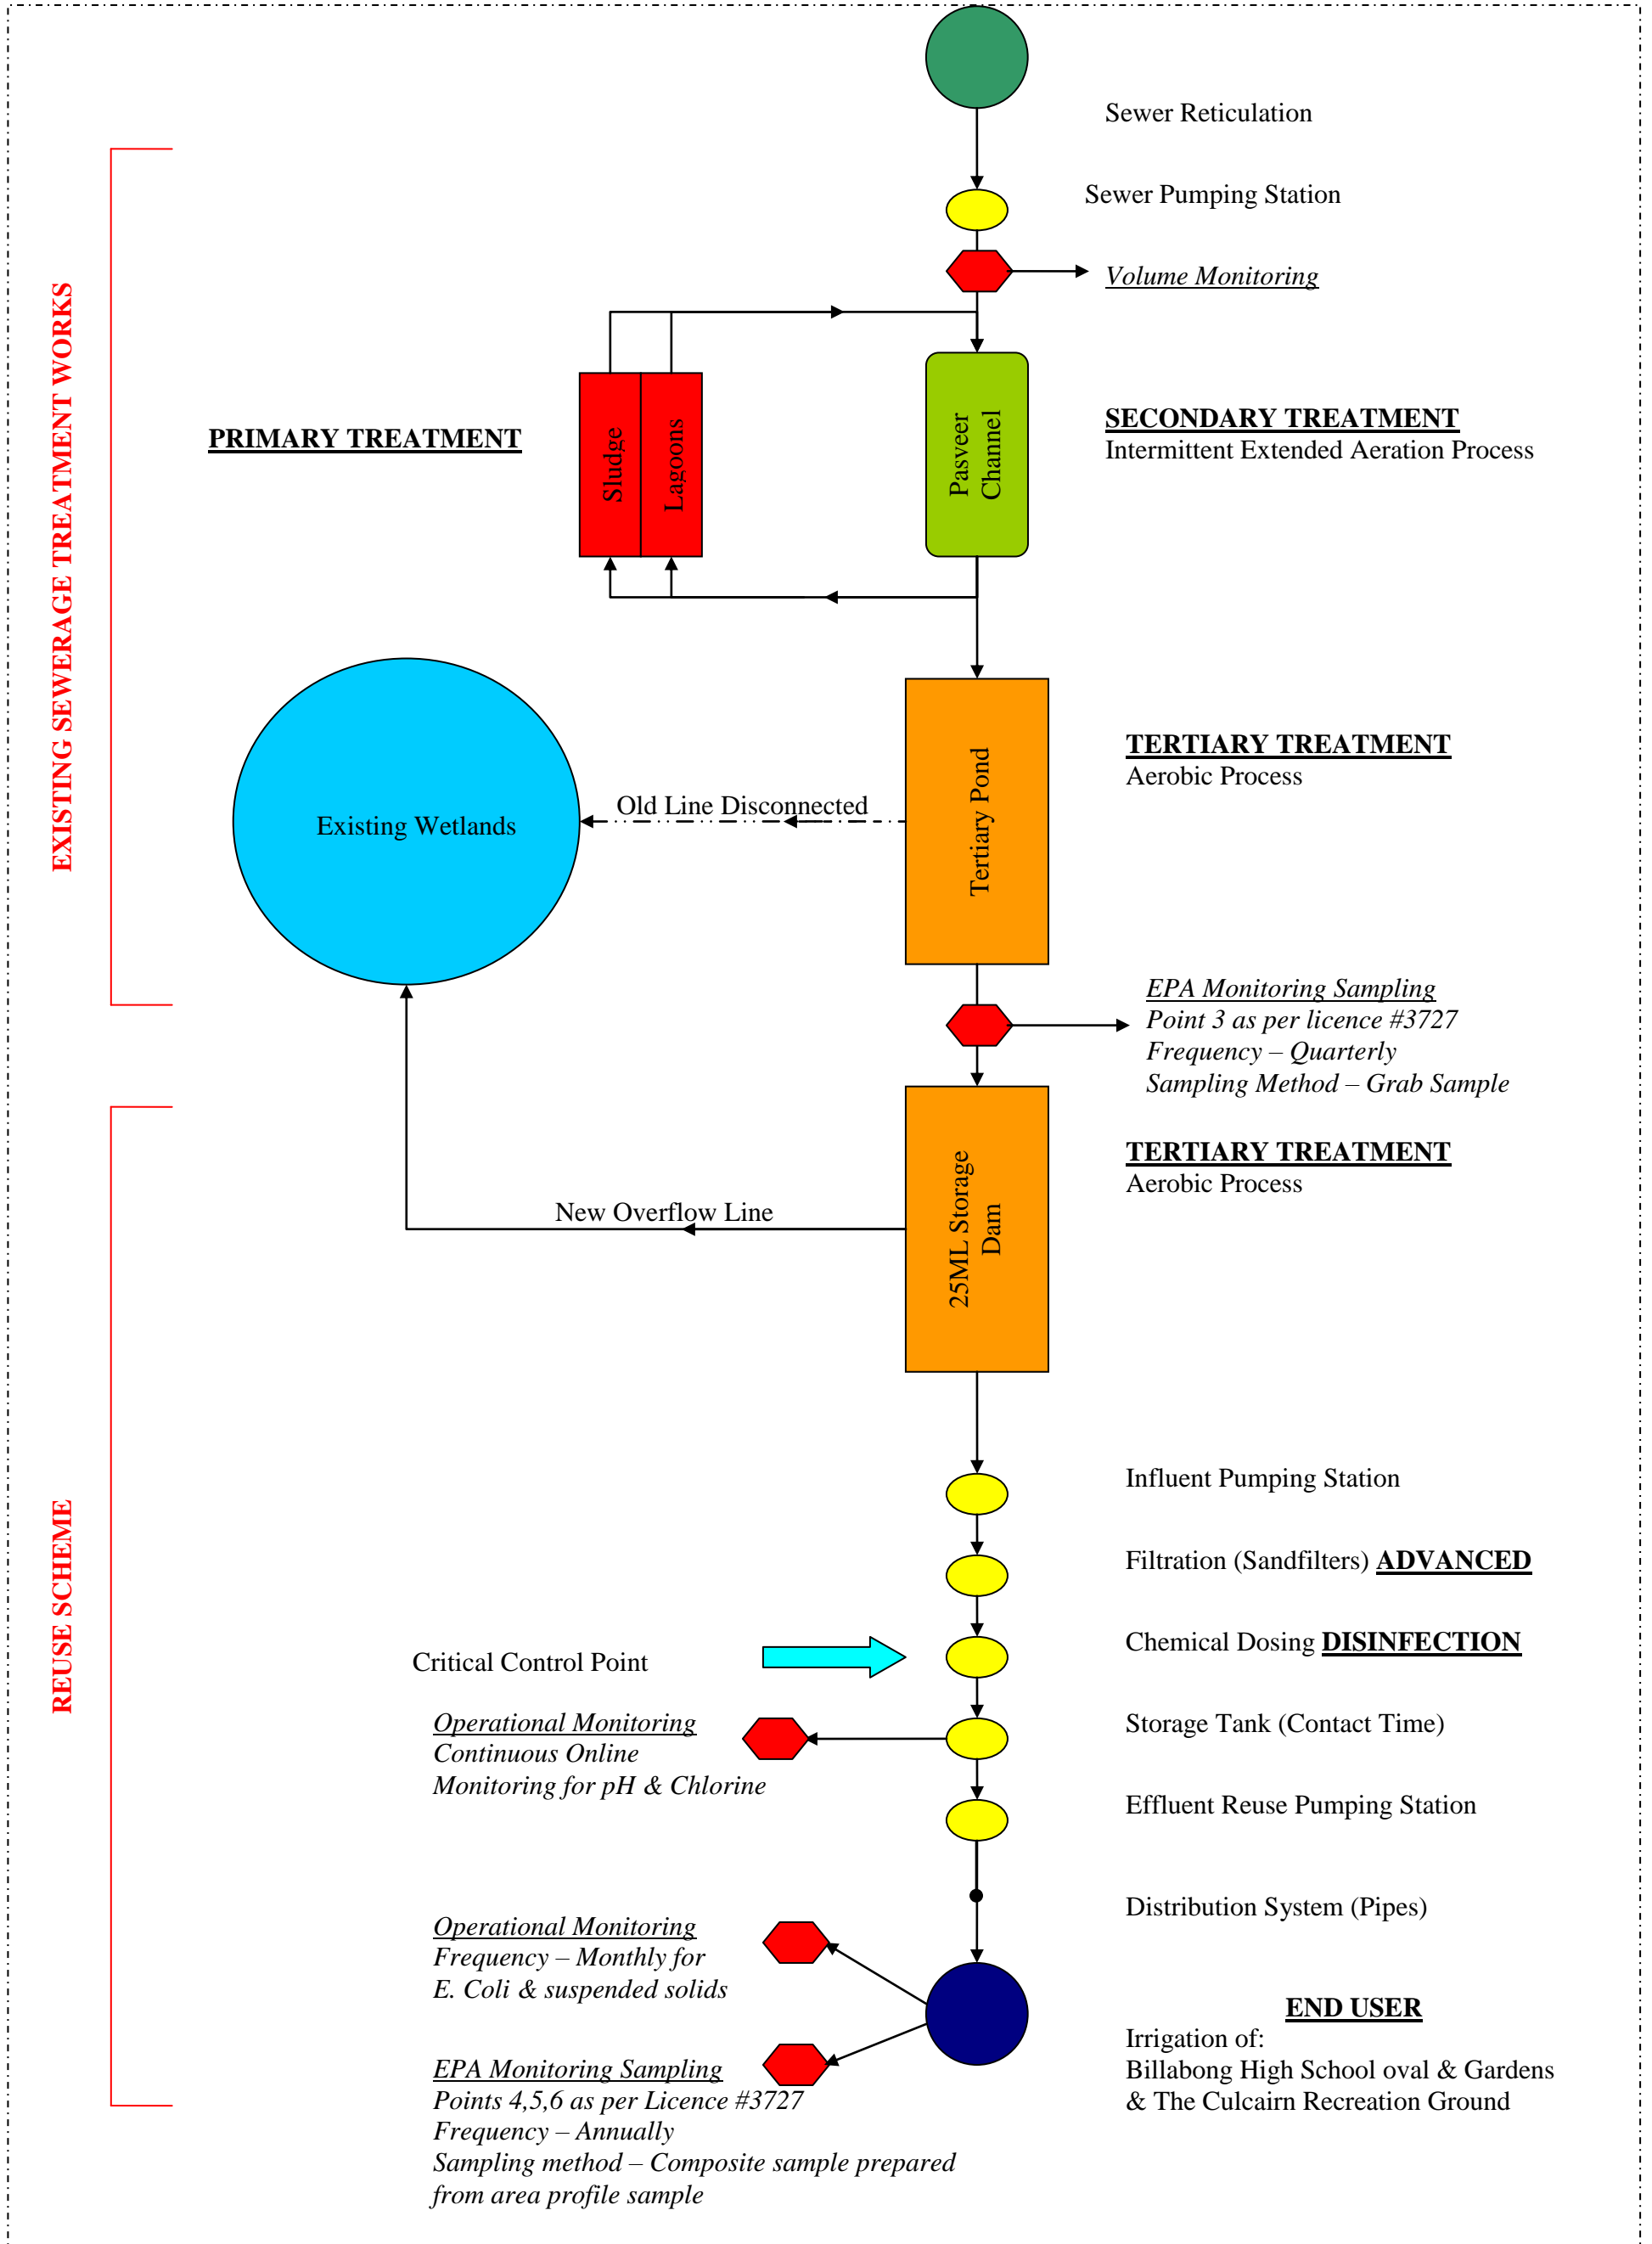 Sewer Reticulation
Sewer Pumping Station
Volume Monitoring
EXISTING SEWERAGE TREATMENT WORKS
PRIMARY TREATMENT
Sludge
Lagoons
Pasveer
Channel
SECONDARY TREATMENT
Intermittent Extended Aeration Process
Existing Wetlands
Old Line Disconnected
Tertiary Pond
TERTIARY TREATMENT
Aerobic Process
EPA Monitoring Sampling
Point 3 as per licence #3727
Frequency – Quarterly
Sampling Method – Grab Sample
New Overflow Line
25ML Storage
Dam
TERTIARY TREATMENT
Aerobic Process
REUSE SCHEME
Influent Pumping Station
Filtration (Sandfilters) ADVANCED
Critical Control Point
Chemical Dosing DISINFECTION
Operational Monitoring
Continuous Online
Monitoring for pH & Chlorine
Storage Tank (Contact Time)
Effluent Reuse Pumping Station
Distribution System (Pipes)
Operational Monitoring
Frequency – Monthly for
E. Coli & suspended solids
EPA Monitoring Sampling
Points 4,5,6 as per Licence #3727
Frequency – Annually
Sampling method – Composite sample prepared
from area profile sample
END USER
Irrigation of:
Billabong High School oval & Gardens
& The Culcairn Recreation Ground